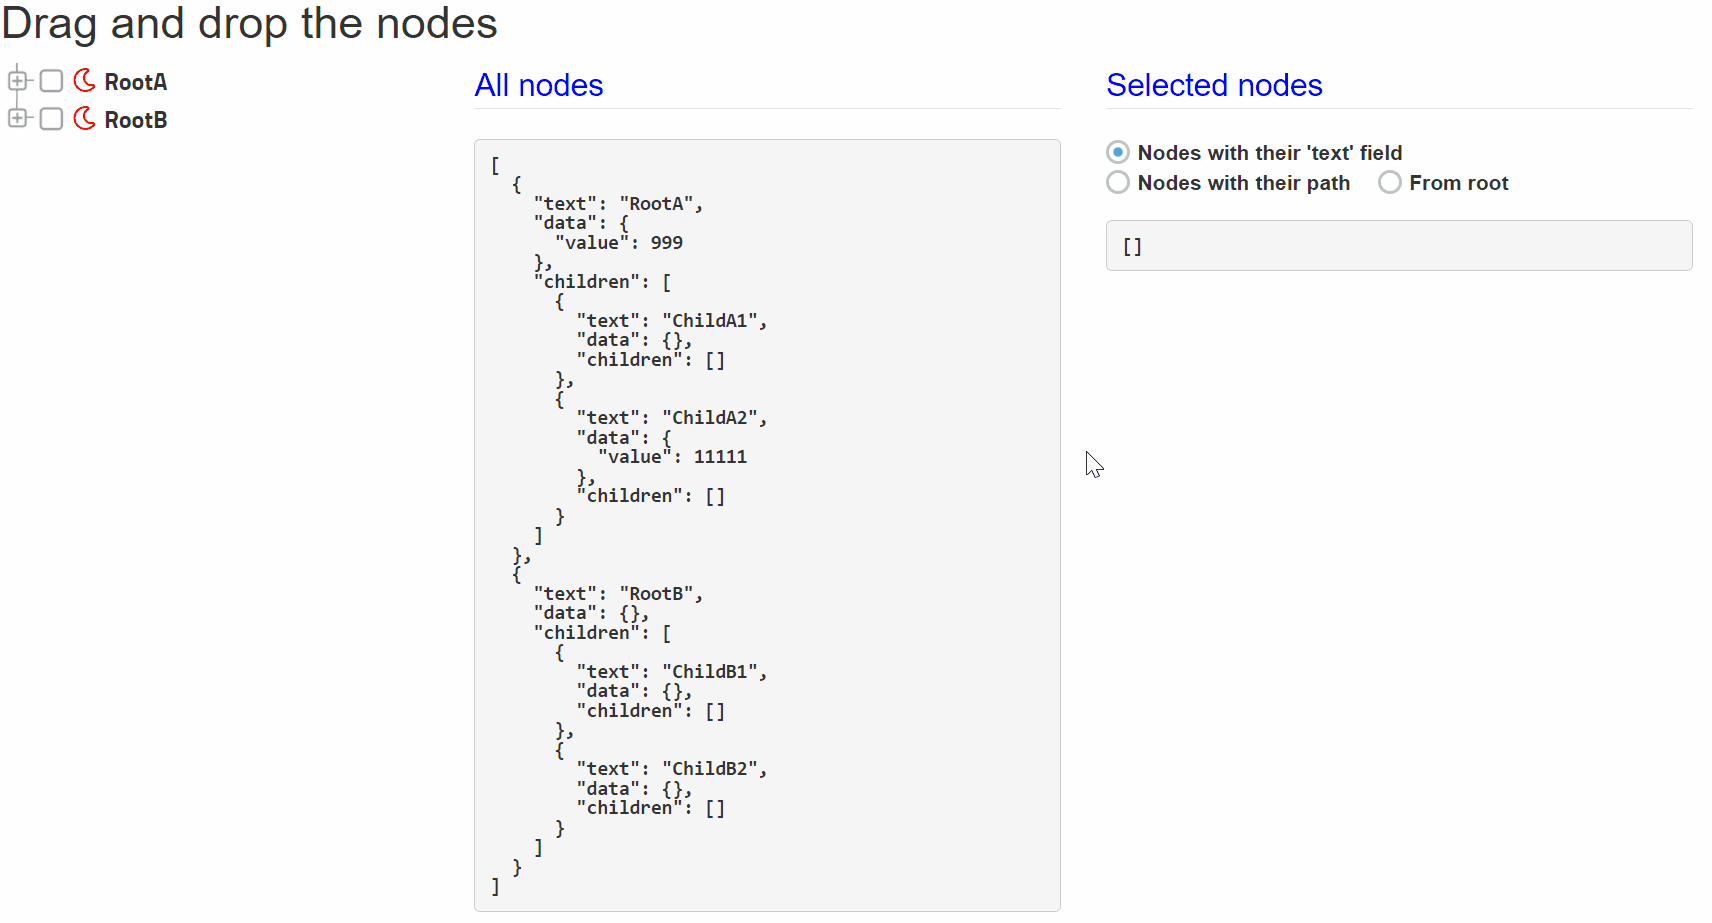 Drag and drop the nodes
RootA
RootB
All nodes
[
  {
    "text": "RootA",
    "data": {
      "value": 999
    },
    "children": [
      {
        "text": "ChildA1",
        "data": {},
        "children": []
      },
      {
        "text": "ChildA2",
        "data": {
          "value": 11111
        },
        "children": []
      }
    ]
  },
  {
    "text": "RootB",
    "data": {},
    "children": [
      {
        "text": "ChildB1",
        "data": {},
        "children": []
      },
      {
        "text": "ChildB2",
        "data": {},
        "children": []
      }
    ]
  }
]
Selected nodes
Nodes with their 'text' field
Nodes with their path From root
[]